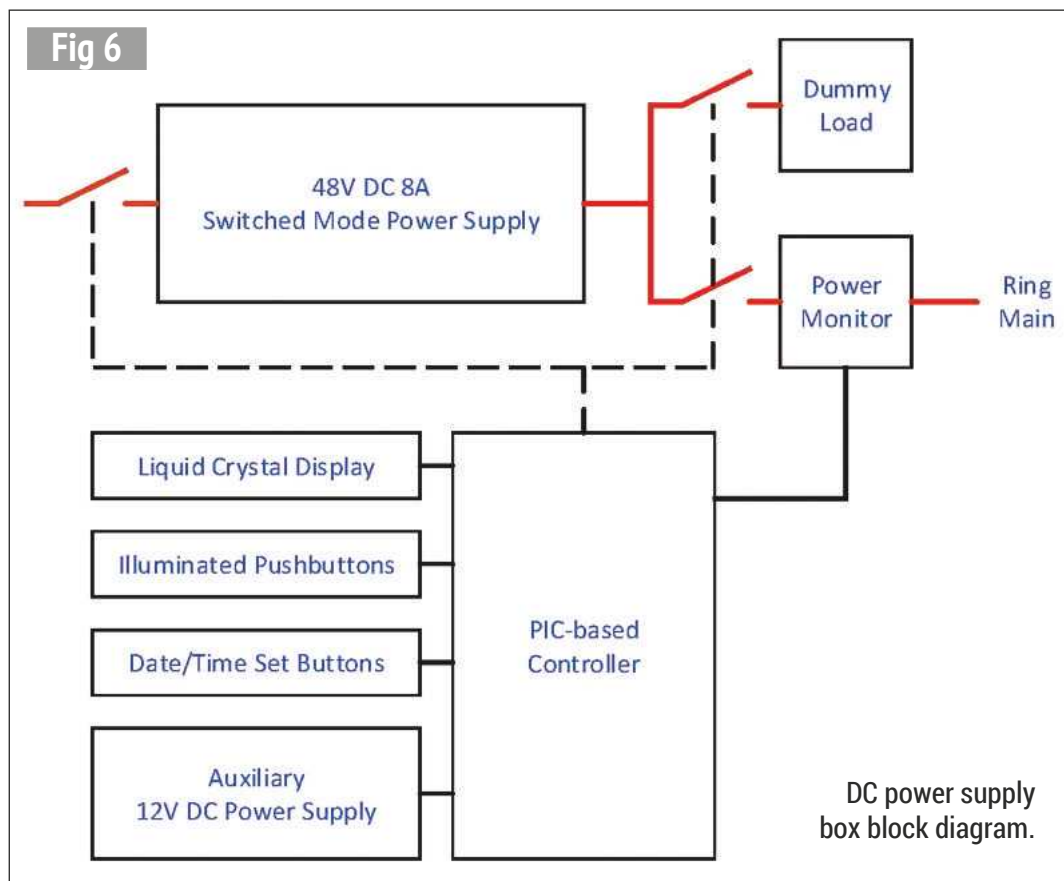 Fig 6
Dummy
Load
48V DC 8A
Switched Mode Power Supply
Power
Monitor
Ring
Main
Liquid Crystal Display
Illuminated Pushbuttons
Date/Time Set Buttons
Auxiliary
12V DC Power Supply
PIC-based
Controller
DC power supply
box block diagram.